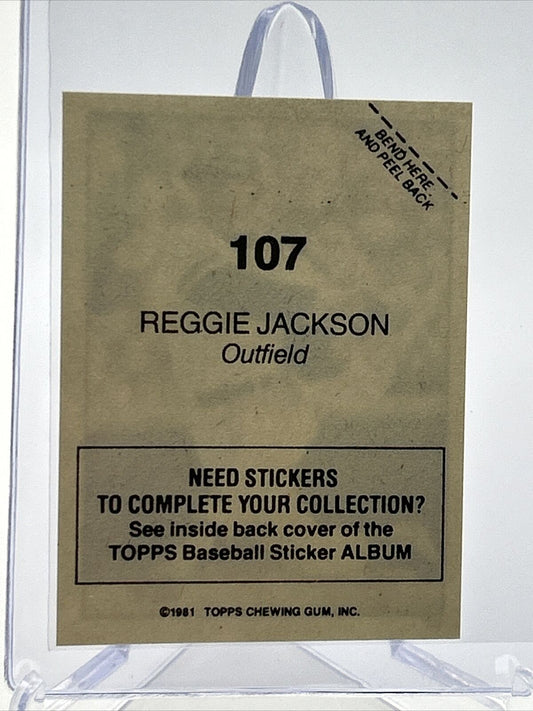 BEND HERE
AND PEEL BACK
107
REGGIE JACKSON
Outfield
NEED STICKERS
TO COMPLETE YOUR COLLECTION?
See inside back cover of the
TOPPS Baseball Sticker ALBUM
©1981 TOPPS CHEWING GUM, INC.